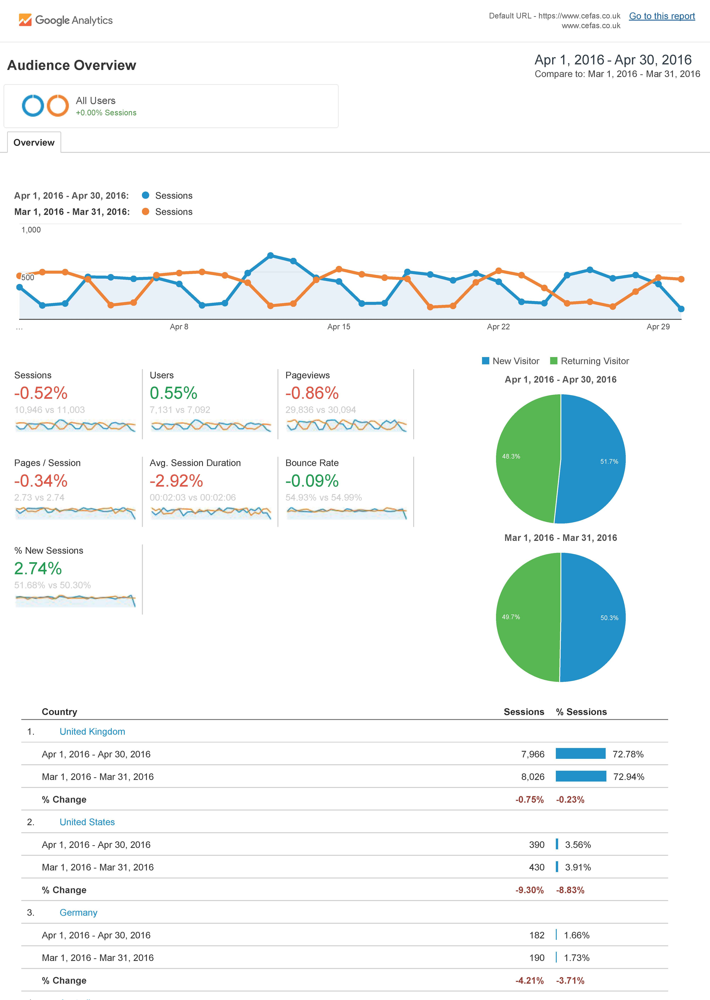 Google Analytics
Default URL - https://www.cefas.co.uk
www.cefas.co.uk
Go to this report
Audience Overview
Apr 1, 2016 - Apr 30, 2016
Compare to: Mar 1, 2016 - Mar 31, 2016
All Users
+0.00% Sessions
Overview
Apr 1, 2016 - Apr 30, 2016: Sessions
Mar 1, 2016 - Mar 31, 2016: Sessions
1,000
500
... Apr 8 Apr 15 Apr 22 Apr 29
Sessions
-0.52%
10,946 vs 11,003
Users
0.55%
7,131 vs 7,092
Pageviews
-0.86%
29,836 vs 30,094
Pages / Session
-0.34%
2.73 vs 2.74
Avg. Session Duration
-2.92%
00:02:03 vs 00:02:06
Bounce Rate
-0.09%
54.93% vs 54.99%
% New Sessions
2.74%
51.68% vs 50.30%
New Visitor Returning Visitor
Apr 1, 2016 - Apr 30, 2016
48.3%
51.7%
Mar 1, 2016 - Mar 31, 2016
49.7%
50.3%
Country Sessions % Sessions
1. United Kingdom
Apr 1, 2016 - Apr 30, 2016 7,966 72.78%
Mar 1, 2016 - Mar 31, 2016 8,026 72.94%
% Change -0.75% -0.23%
2. United States
Apr 1, 2016 - Apr 30, 2016 390 3.56%
Mar 1, 2016 - Mar 31, 2016 430 3.91%
% Change -9.30% -8.83%
3. Germany
Apr 1, 2016 - Apr 30, 2016 182 1.66%
Mar 1, 2016 - Mar 31, 2016 190 1.73%
% Change -4.21% -3.71%